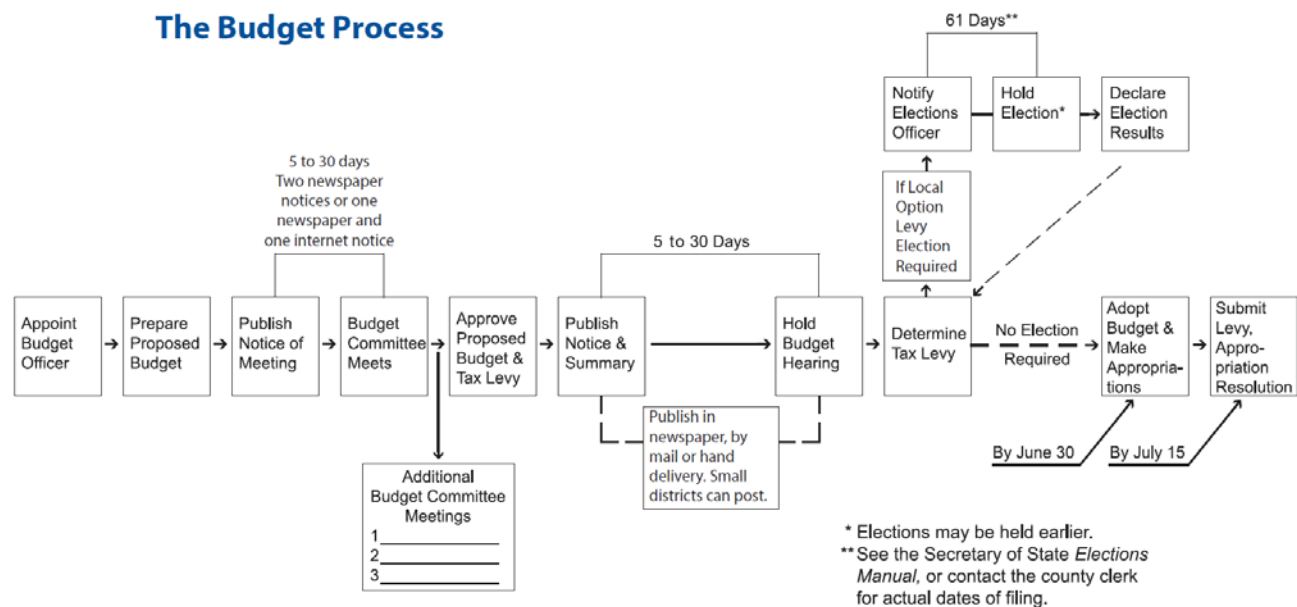 The Budget Process
61 Days**
Notify
Elections
Officer
Hold
Election*
Declare
Election
Results
5 to 30 days
Two newspaper
notices or one
newspaper and
one internet notice
If Local
Option
Levy
Election
Required
5 to 30 Days
Appoint
Budget
Officer
Prepare
Proposed
Budget
Publish
Notice of
Meeting
Budget
Committee
Meets
Approve
Proposed
Budget &
Tax Levy
Publish
Notice &
Summary
Hold
Budget
Hearing
Determine
Tax Levy
No Election
Required
Adopt
Budget &
Make
Appropria-
tions
Submit
Levy,
Appro-
priation
Resolution
Publish in
newspaper, by
mail or hand
delivery. Small
districts can post.
By June 30
By July 15
Additional
Budget Committee
Meetings
1
2
3
* Elections may be held earlier.
** See the Secretary of State Elections
Manual, or contact the county clerk
for actual dates of filing.